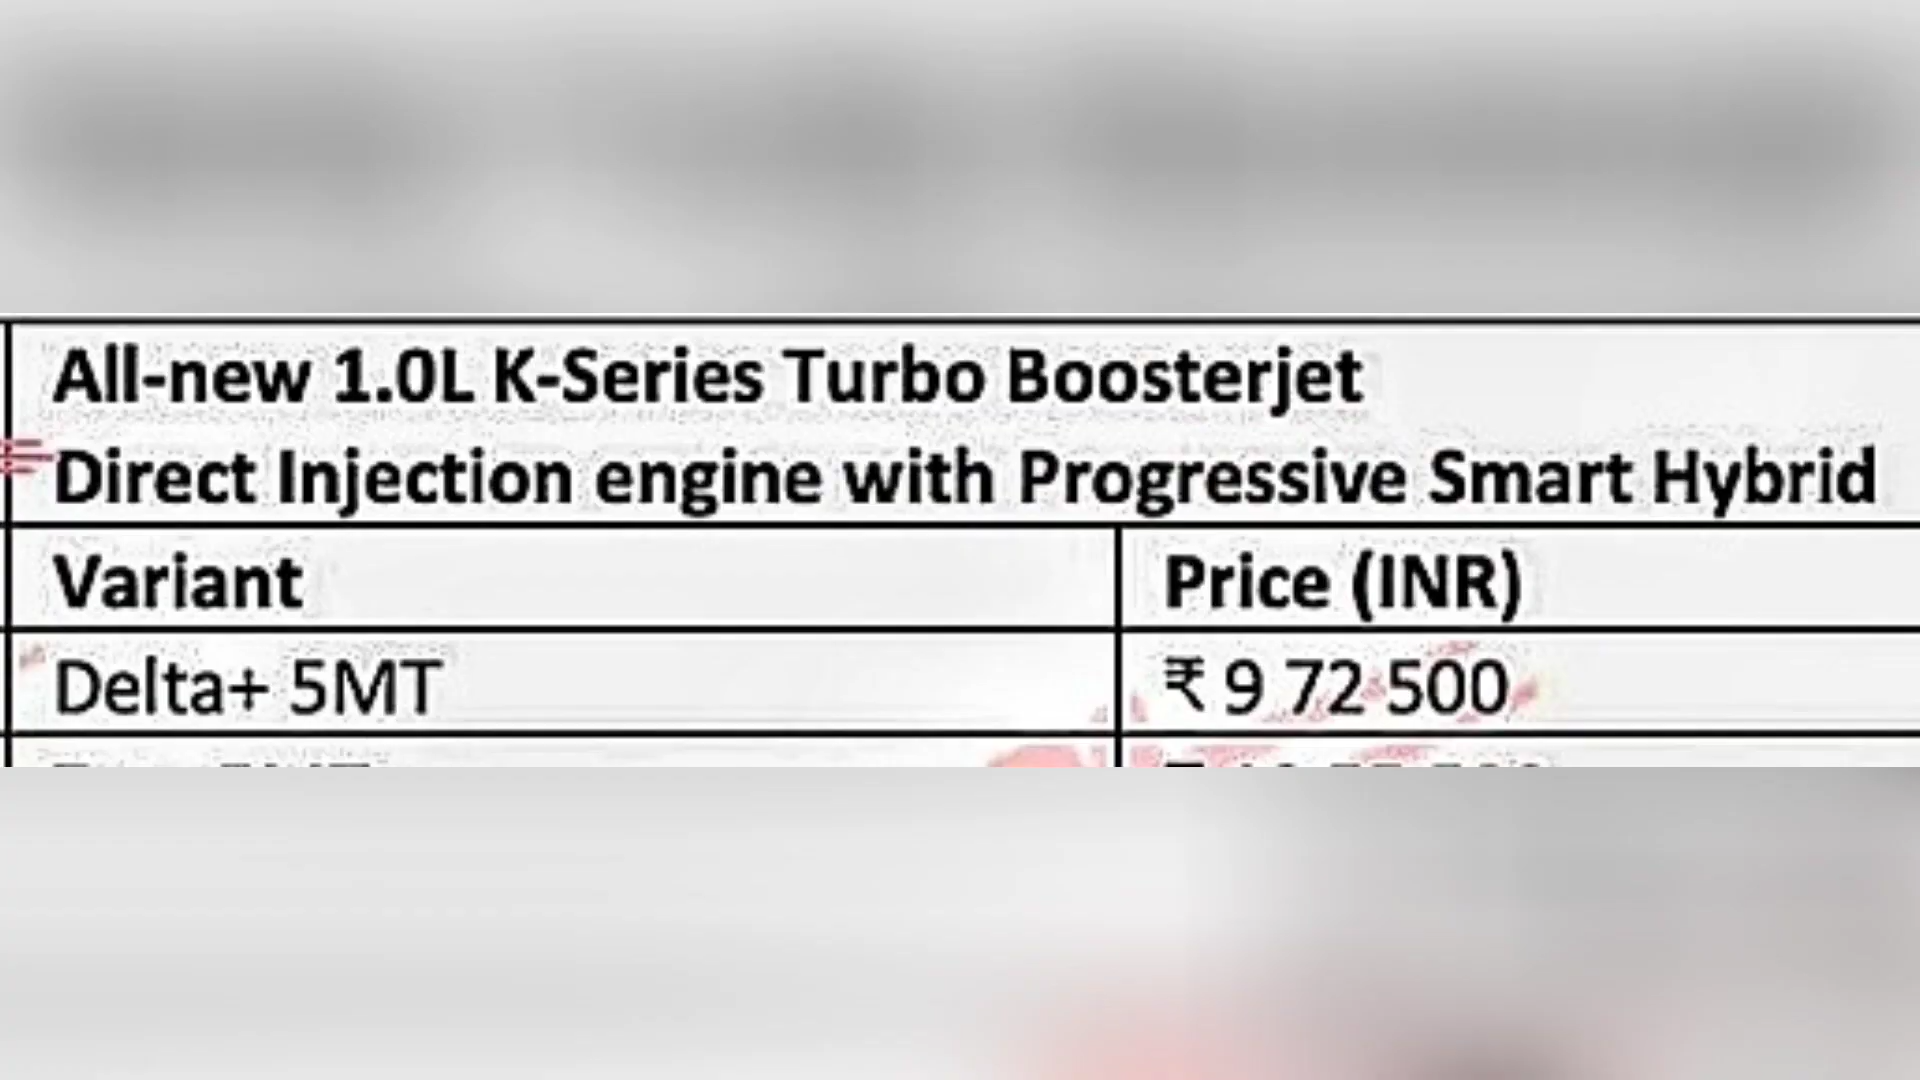 All-new 1.0L K-Series Turbo Boosterjet
Direct Injection engine with Progressive Smart Hybrid
Variant
Price (INR)
Delta+ 5MT
₹ 9 72 500